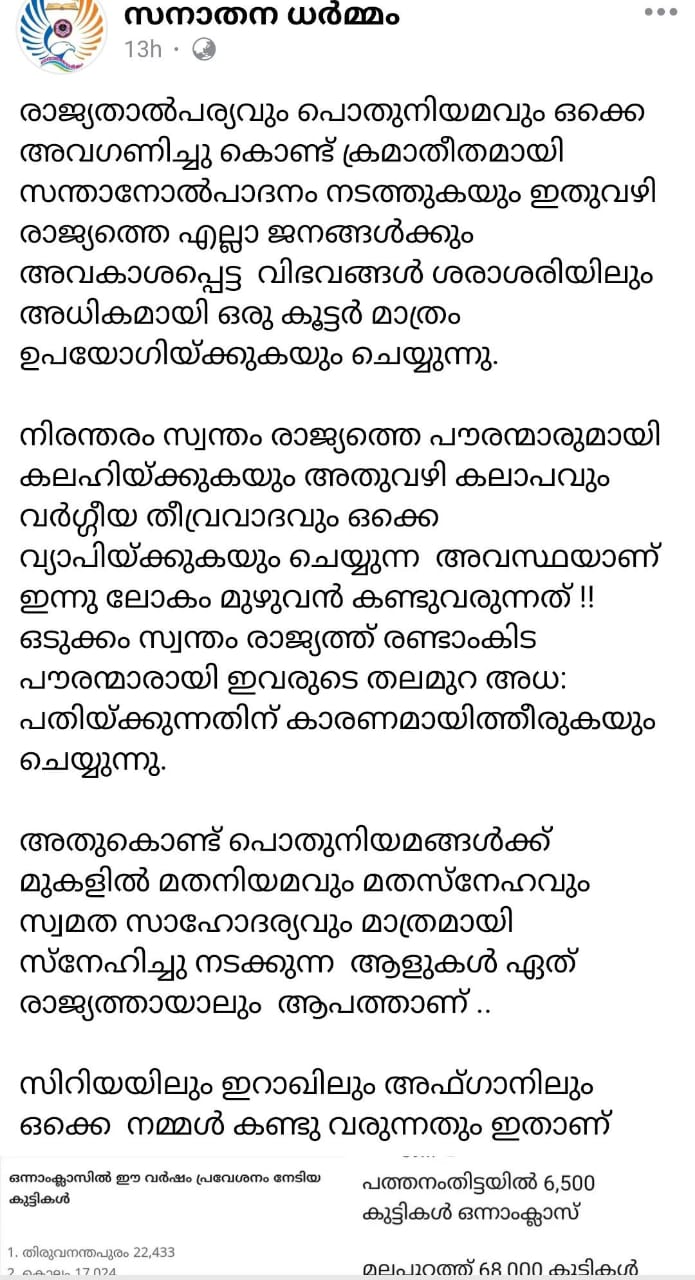 സനാതന ധർമ്മം
13h ·
രാജ്യതാൽപര്യവും പൊതുനിയമവും ഒക്കെ
അവഗണിച്ചു കൊണ്ട് ക്രമാതീതമായി
സന്താനോൽപാദനം നടത്തുകയും ഇതുവഴി
രാജ്യത്തെ എല്ലാ ജനങ്ങൾക്കും
അവകാശപ്പെട്ട വിഭവങ്ങൾ ശരാശരിയിലും
അധികമായി ഒരു കൂട്ടർ മാത്രം
ഉപയോഗിയ്ക്കുകയും ചെയ്യുന്നു.
നിരന്തരം സ്വന്തം രാജ്യത്തെ പൗരന്മാരുമായി
കലഹിയ്ക്കുകയും അതുവഴി കലാപവും
വർഗ്ഗീയ തീവ്രവാദവും ഒക്കെ
വ്യാപിയ്ക്കുകയും ചെയ്യുന്ന അവസ്ഥയാണ്
ഇന്നു ലോകം മുഴുവൻ കണ്ടുവരുന്നത് !!
ഒടുക്കം സ്വന്തം രാജ്യത്ത് രണ്ടാംകിട
പൗരന്മാരായി ഇവരുടെ തലമുറ അധ:
പതിയ്ക്കുന്നതിന് കാരണമായിത്തീരുകയും
ചെയ്യുന്നു.
അതുകൊണ്ട് പൊതുനിയമങ്ങൾക്ക്
മുകളിൽ മതനിയമവും മതസ്നേഹവും
സ്വമത സാഹോദര്യവും മാത്രമായി
സ്നേഹിച്ചു നടക്കുന്ന ആളുകൾ ഏത്
രാജ്യത്തായാലും ആപത്താണ് ..
സിറിയയിലും ഇറാഖിലും അഫ്ഗാനിലും
ഒക്കെ നമ്മൾ കണ്ടു വരുന്നതും ഇതാണ്
ഒന്നാംക്ലാസിൽ ഈ വർഷം പ്രവേശനം നേടിയ
കുട്ടികൾ
1. തിരുവനന്തപുരം 22,433
2. കൊല്ലം 17,024
പത്തനംതിട്ടയിൽ 6,500
കുട്ടികൾ ഒന്നാംക്ലാസ്
മലപ്പുറത്ത് 68,000 കുട്ടികൾ